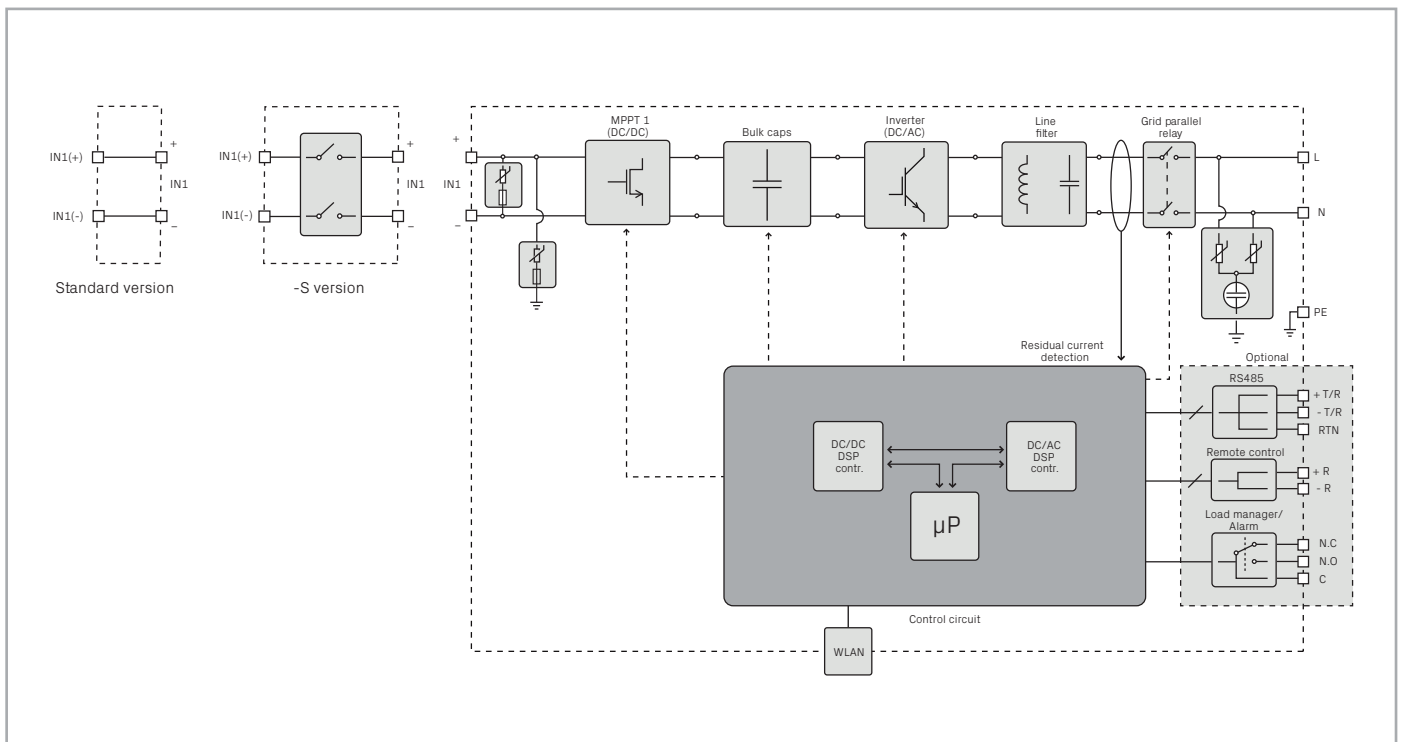 IN1(+)
+
IN1
IN1(-)
−
Standard version
IN1(+)
+
IN1
IN1(-)
−
-S version
+
IN1
−
MPPT 1
(DC/DC)
Bulk caps
Inverter
(DC/AC)
Line
filter
Grid parallel
relay
L
N
PE
Residual current
detection
Optional
RS485
+ T/R
- T/R
RTN
Remote control
+ R
- R
Load manager/
Alarm
N.C
N.O
C
DC/DC
DSP
contr.
DC/AC
DSP
contr.
µP
Control circuit
WLAN